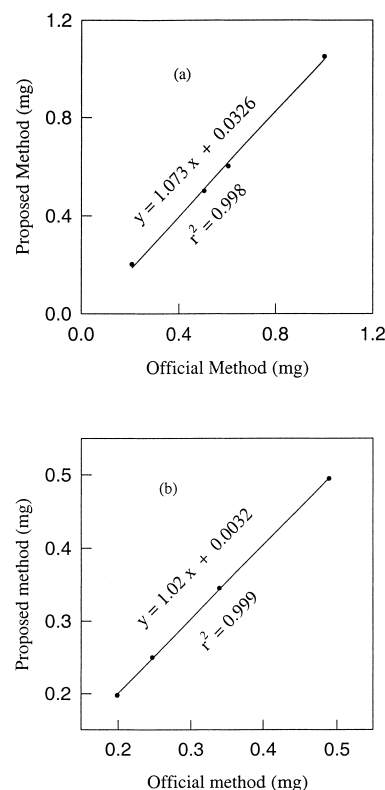 1.2
(a)
0.8
Proposed Method (mg)
y = 1.073 x + 0.0326
r² = 0.998
0.4
0.0
0.0 0.4 0.8 1.2
Official Method (mg)
0.5
(b)
Proposed method (mg)
0.4
y = 1.02 x + 0.0032
r² = 0.999
0.3
0.2
0.2 0.3 0.4 0.5
Official method (mg)